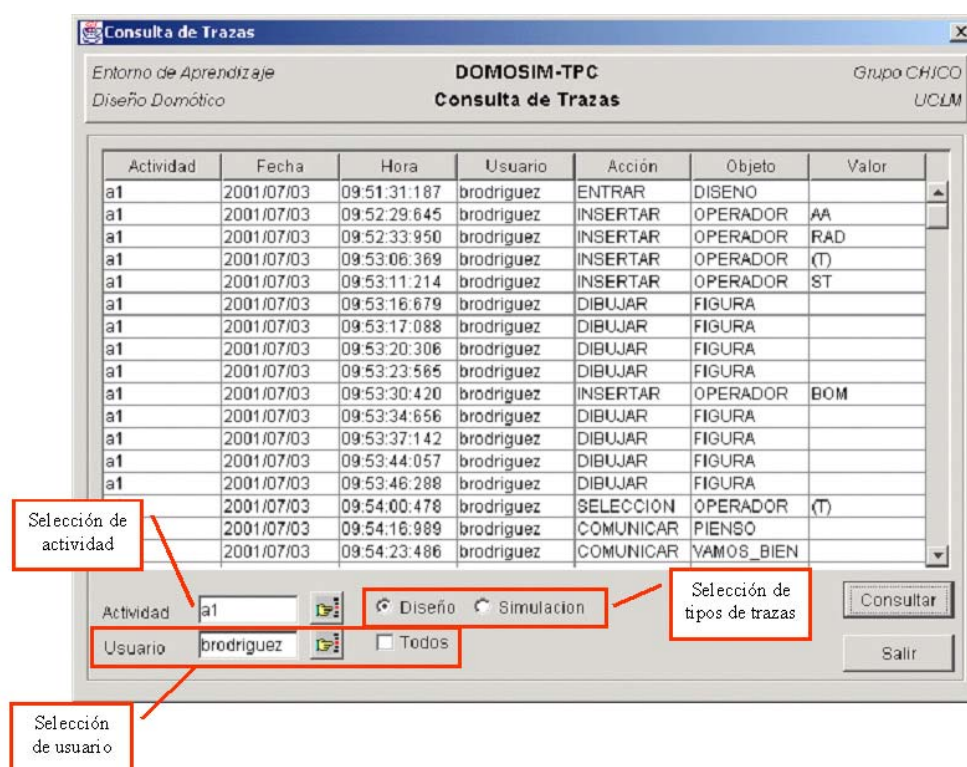 Consulta de Trazas
Entorno de Aprendizaje DOMOSIM-TPC Grupo CHICO
Diseño Domótico Consulta de Trazas UCLM
Actividad Fecha Hora Usuario Acción Objeto Valor
a1 2001/07/03 09:51:31:187 brodriguez ENTRAR DISENO
a1 2001/07/03 09:52:29:645 brodriguez INSERTAR OPERADOR AA
a1 2001/07/03 09:52:33:950 brodriguez INSERTAR OPERADOR RAD
a1 2001/07/03 09:53:06:369 brodriguez INSERTAR OPERADOR (T)
a1 2001/07/03 09:53:11:214 brodriguez INSERTAR OPERADOR ST
a1 2001/07/03 09:53:16:679 brodriguez DIBUJAR FIGURA
a1 2001/07/03 09:53:17:088 brodriguez DIBUJAR FIGURA
a1 2001/07/03 09:53:20:306 brodriguez DIBUJAR FIGURA
a1 2001/07/03 09:53:23:565 brodriguez DIBUJAR FIGURA
a1 2001/07/03 09:53:30:420 brodriguez INSERTAR OPERADOR BOM
a1 2001/07/03 09:53:34:656 brodriguez DIBUJAR FIGURA
a1 2001/07/03 09:53:37:142 brodriguez DIBUJAR FIGURA
a1 2001/07/03 09:53:44:057 brodriguez DIBUJAR FIGURA
a1 2001/07/03 09:53:46:288 brodriguez DIBUJAR FIGURA
2001/07/03 09:54:00:478 brodriguez SELECCION OPERADOR (T)
2001/07/03 09:54:16:989 brodriguez COMUNICAR PIENSO
2001/07/03 09:54:23:486 brodriguez COMUNICAR VAMOS_BIEN
Selección de
actividad
Selección de
tipos de trazas
Actividad a1 Diseño Simulacion Consultar
Usuario brodriguez Todos Salir
Selección
de usuario